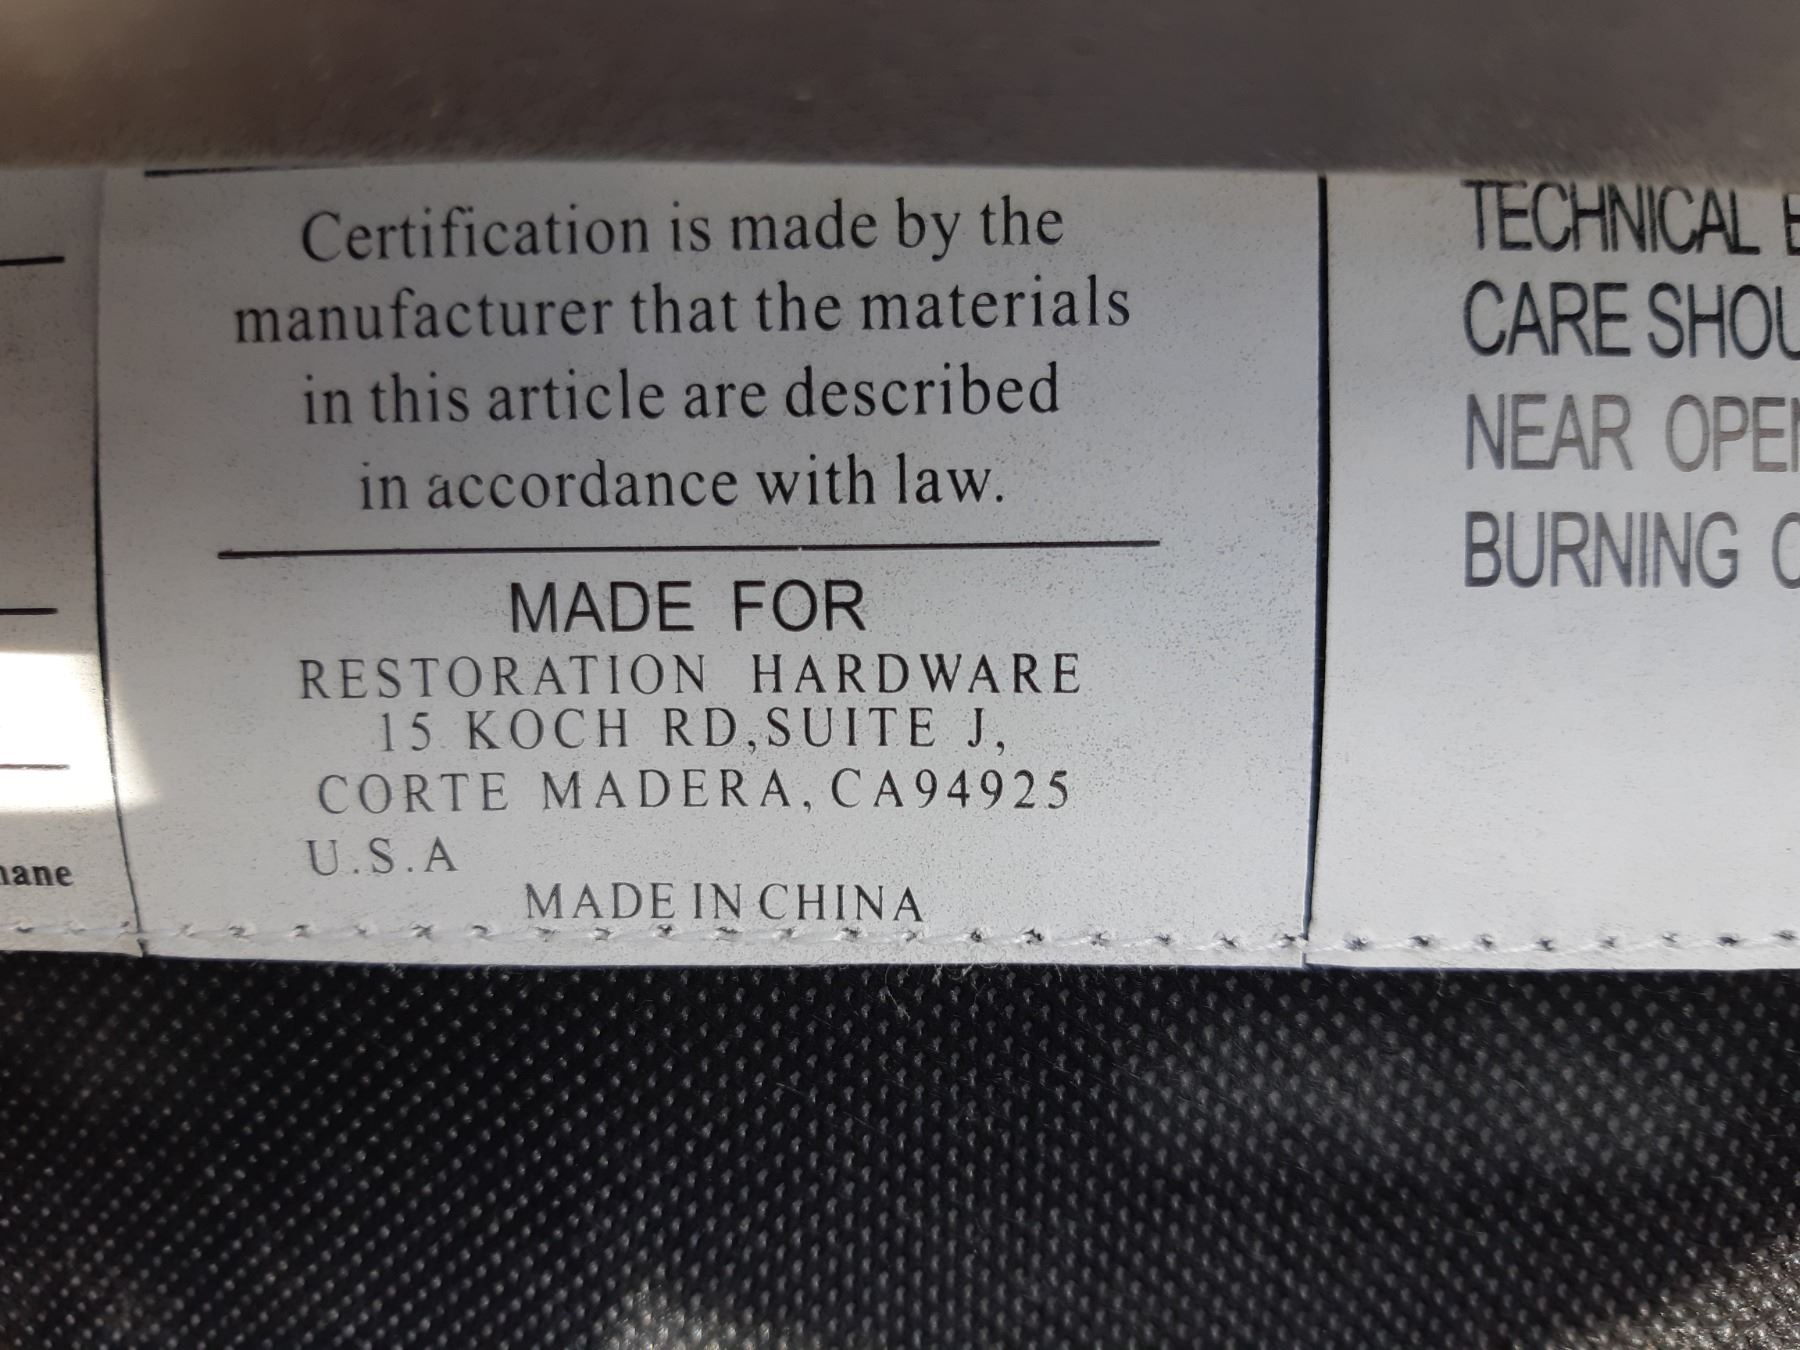 Certification is made by the
manufacturer that the materials
in this article are described
in accordance with law.
MADE FOR
RESTORATION HARDWARE
15 KOCH RD,SUITE J,
CORTE MADERA, CA94925
U.S.A
MADE IN CHINA
TECHNICAL
CARE
NEAR
BURNING